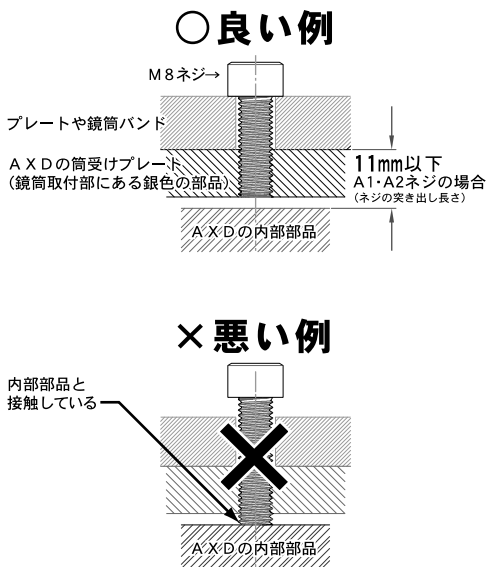 ○良い例
Ｍ８ネジ→
プレートや鏡筒バンド
ＡＸＤの筒受けプレート
（鏡筒取付部にある銀色の部品）
11mm以下
Ａ１・Ａ２ネジの場合
（ネジの突き出し長さ）
ＡＸＤの内部部品
×悪い例
内部部品と
接触している
ＡＸＤの内部部品